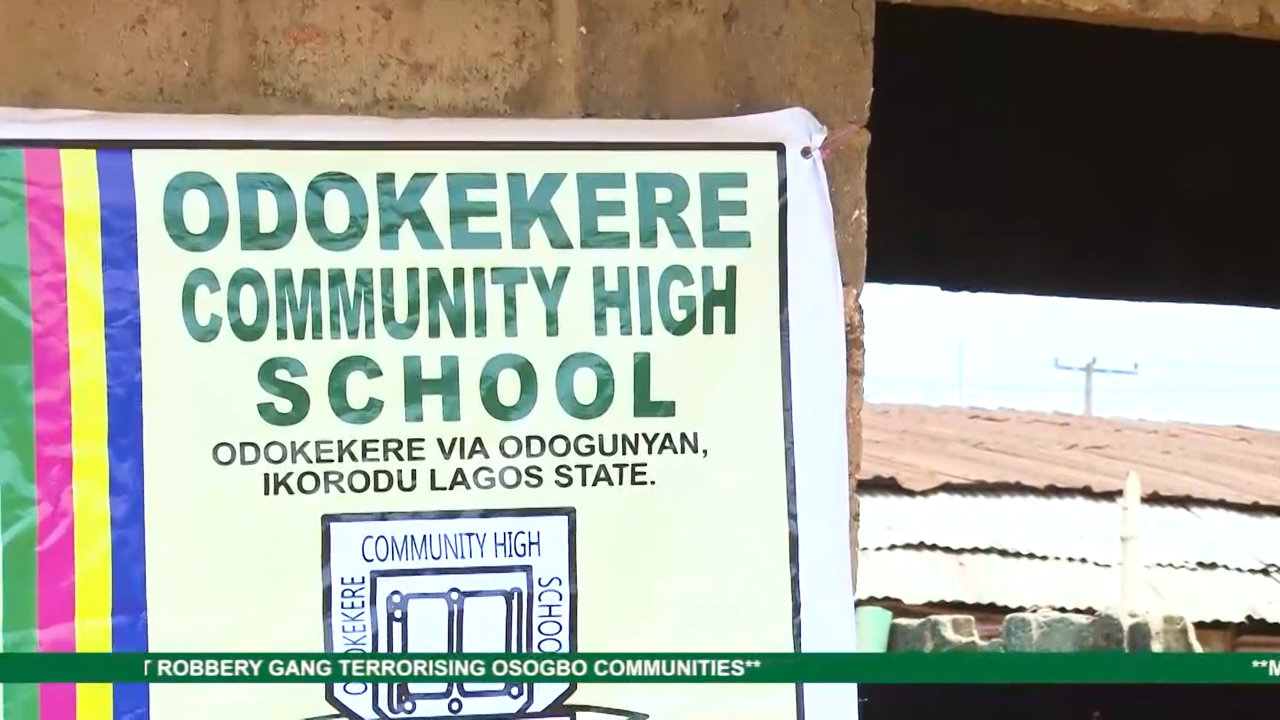 ODOKEKERE
COMMUNITY HIGH
SCHOOL
ODOKEKERE VIA ODOGUNYAN,
IKORODU LAGOS STATE.
COMMUNITY HIGH
ODOKEKERE
SCHOOL
ROBBERY GANG TERRORISING OSOGBO COMMUNITIES**